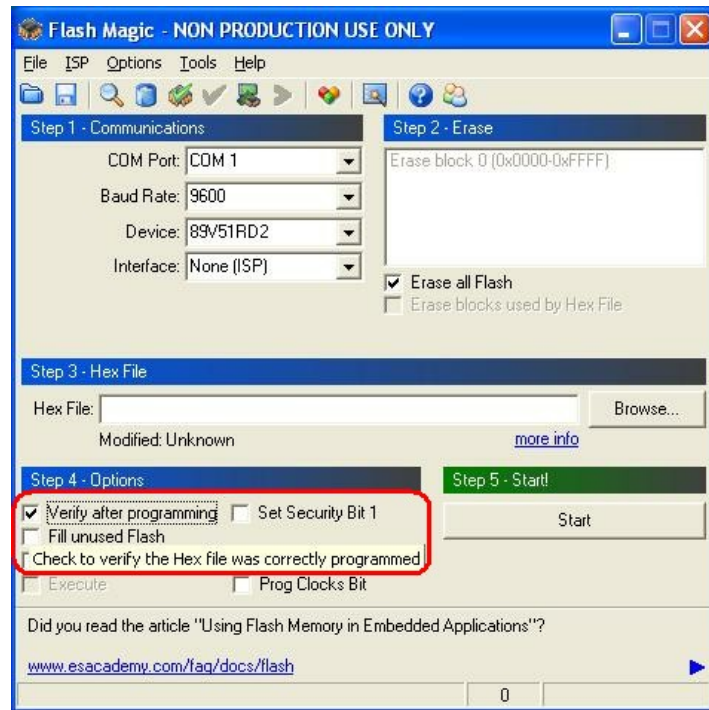 Flash Magic - NON PRODUCTION USE ONLY
File ISP Options Tools Help
Step 1 - Communications
COM Port: COM 1
Baud Rate: 9600
Device: 89V51RD2
Interface: None (ISP)
Step 2 - Erase
Erase block 0 (0x0000-0xFFFF)
Erase all Flash
Erase blocks used by Hex File
Step 3 - Hex File
Hex File: Browse...
Modified: Unknown more info
Step 4 - Options
Verify after programming Set Security Bit 1
Fill unused Flash
Check to verify the Hex file was correctly programmed
Execute Prog Clocks Bit
Step 5 - Start!
Start
Did you read the article "Using Flash Memory in Embedded Applications"?
www.esacademy.com/faq/docs/flash
0